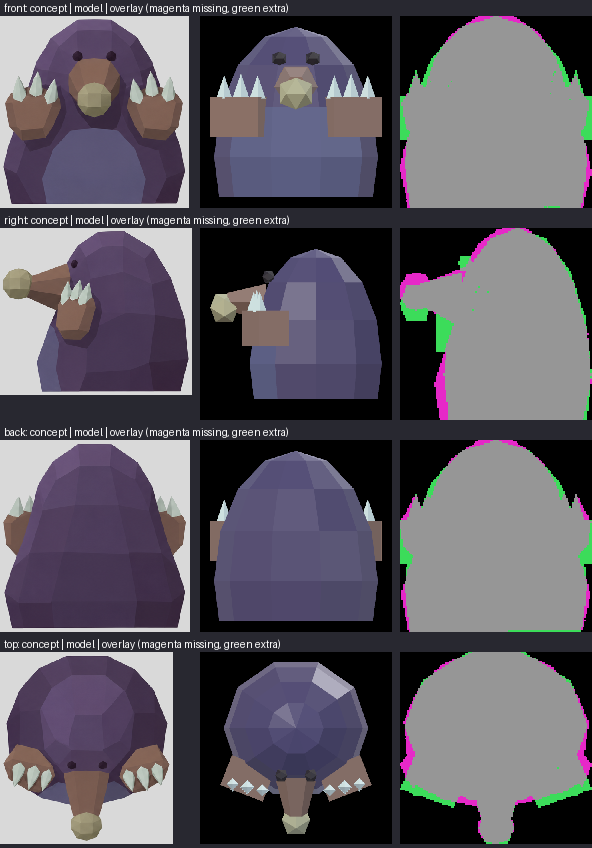 front: concept | model | overlay (magenta missing, green extra)
right: concept | model | overlay (magenta missing, green extra)
back: concept | model | overlay (magenta missing, green extra)
top: concept | model | overlay (magenta missing, green extra)